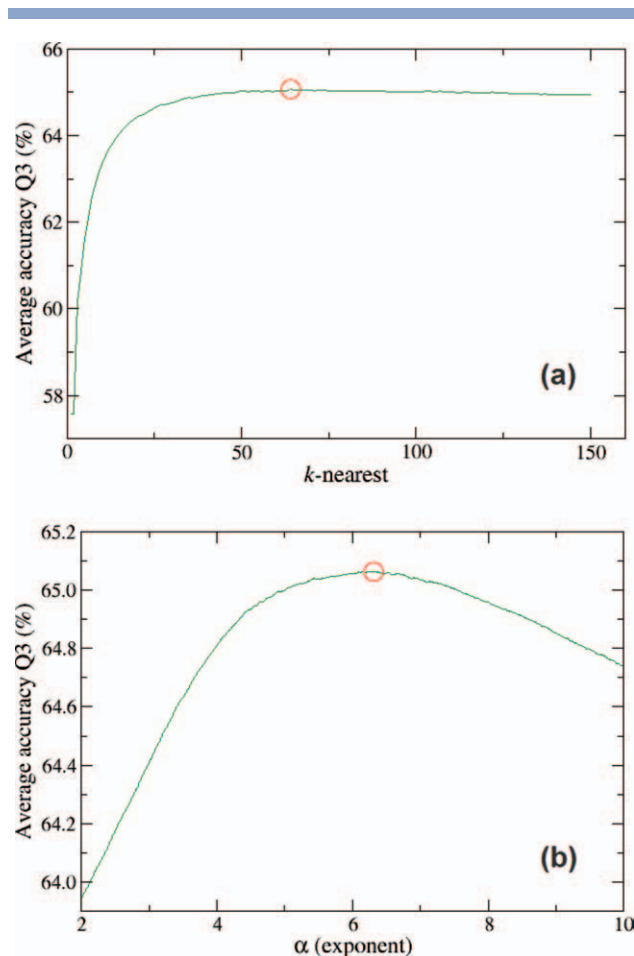 66
64
62
60
58
Average accuracy Q3 (%)
(a)
0 50 100 150
k-nearest
65.2
65.0
64.8
64.6
64.4
64.2
64.0
Average accuracy Q3 (%)
(b)
2 4 6 8 10
α (exponent)